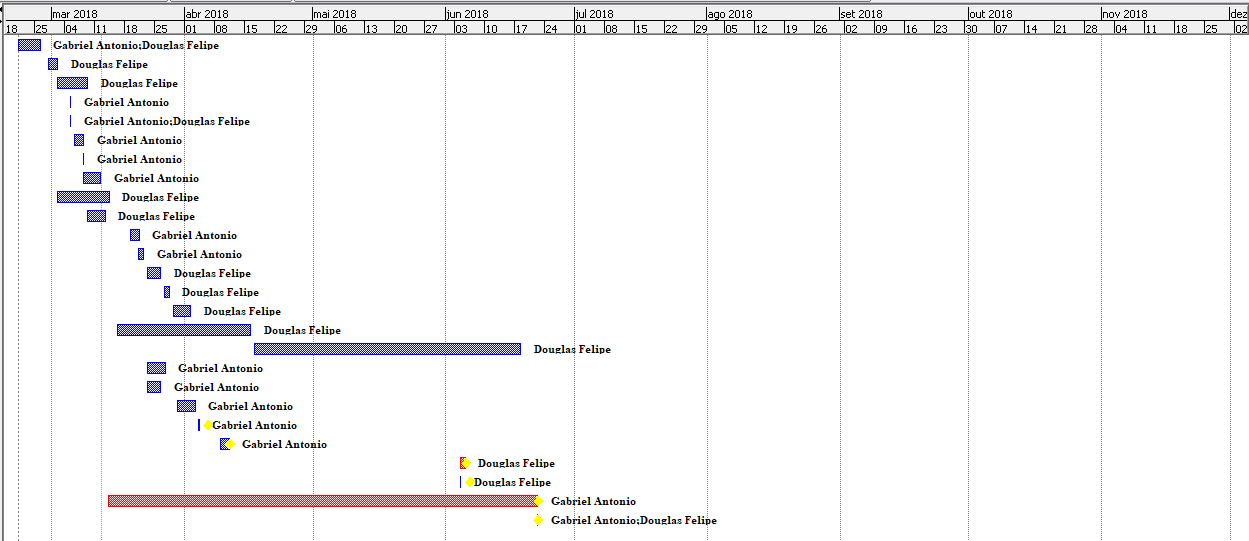 mar 2018 abr 2018 mai 2018 jun 2018 jul 2018 ago 2018 set 2018 out 2018 nov 2018 dez
18 25 04 11 18 25 01 08 15 22 29 06 13 20 27 03 10 17 24 01 08 15 22 29 05 12 19 26 02 09 16 23 30 07 14 21 28 04 11 18 25 02
Gabriel Antonio;Douglas Felipe
Douglas Felipe
Douglas Felipe
Gabriel Antonio
Gabriel Antonio;Douglas Felipe
Gabriel Antonio
Gabriel Antonio
Gabriel Antonio
Douglas Felipe
Douglas Felipe
Gabriel Antonio
Gabriel Antonio
Douglas Felipe
Douglas Felipe
Douglas Felipe
Douglas Felipe
Douglas Felipe
Gabriel Antonio
Gabriel Antonio
Gabriel Antonio
Gabriel Antonio
Gabriel Antonio
Douglas Felipe
Douglas Felipe
Gabriel Antonio
Gabriel Antonio;Douglas Felipe